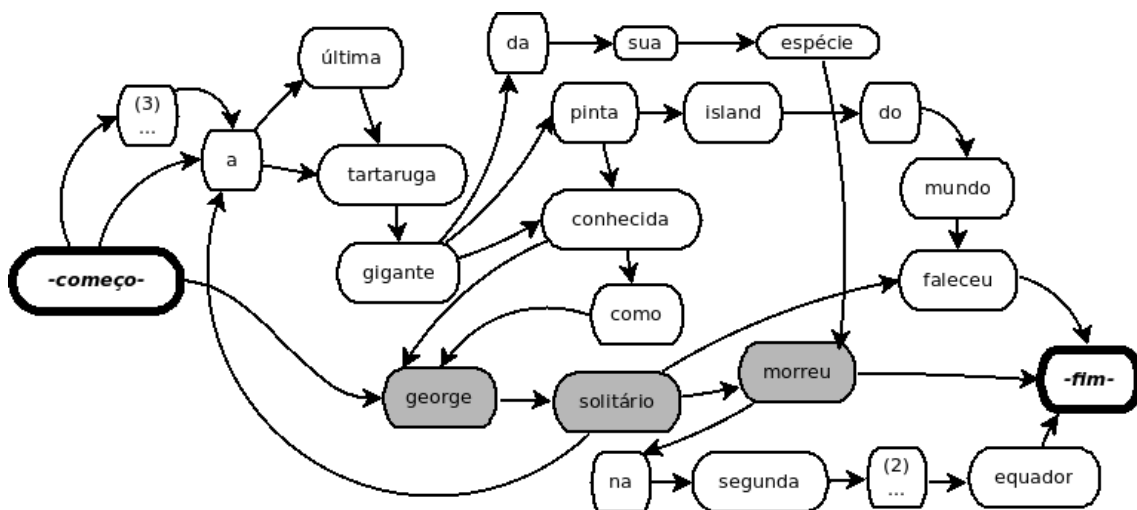 da
sua
espécie
última
(3)
...
pinta
island
do
a
tartaruga
mundo
conhecida
-começo-
gigante
faleceu
como
george
solitário
morreu
-fim-
na
segunda
(2)
...
equador